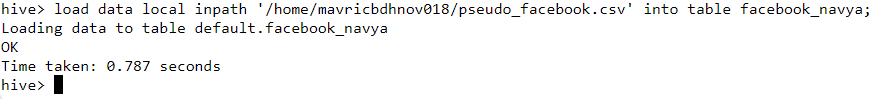 hive> load data local inpath '/home/mavricbdhnov018/pseudo_facebook.csv' into table facebook_navya;
Loading data to table default.facebook_navya
OK
Time taken: 0.787 seconds
hive>